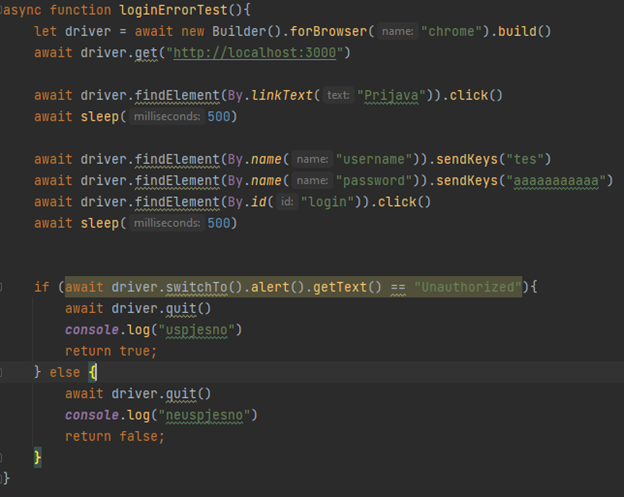 async function loginErrorTest(){
    let driver = await new Builder().forBrowser( name: "chrome").build()
    await driver.get("http://localhost:3000")

    await driver.findElement(By.linkText( text: "Prijava")).click()
    await sleep( milliseconds: 500)

    await driver.findElement(By.name( name: "username")).sendKeys("tes")
    await driver.findElement(By.name( name: "password")).sendKeys("aaaaaaaaaaa")
    await driver.findElement(By.id( id: "login")).click()
    await sleep( milliseconds: 500)


    if (await driver.switchTo().alert().getText() == "Unauthorized"){
        await driver.quit()
        console.log("uspjesno")
        return true;
    } else {
        await driver.quit()
        console.log("neuspjesno")
        return false;
    }
}